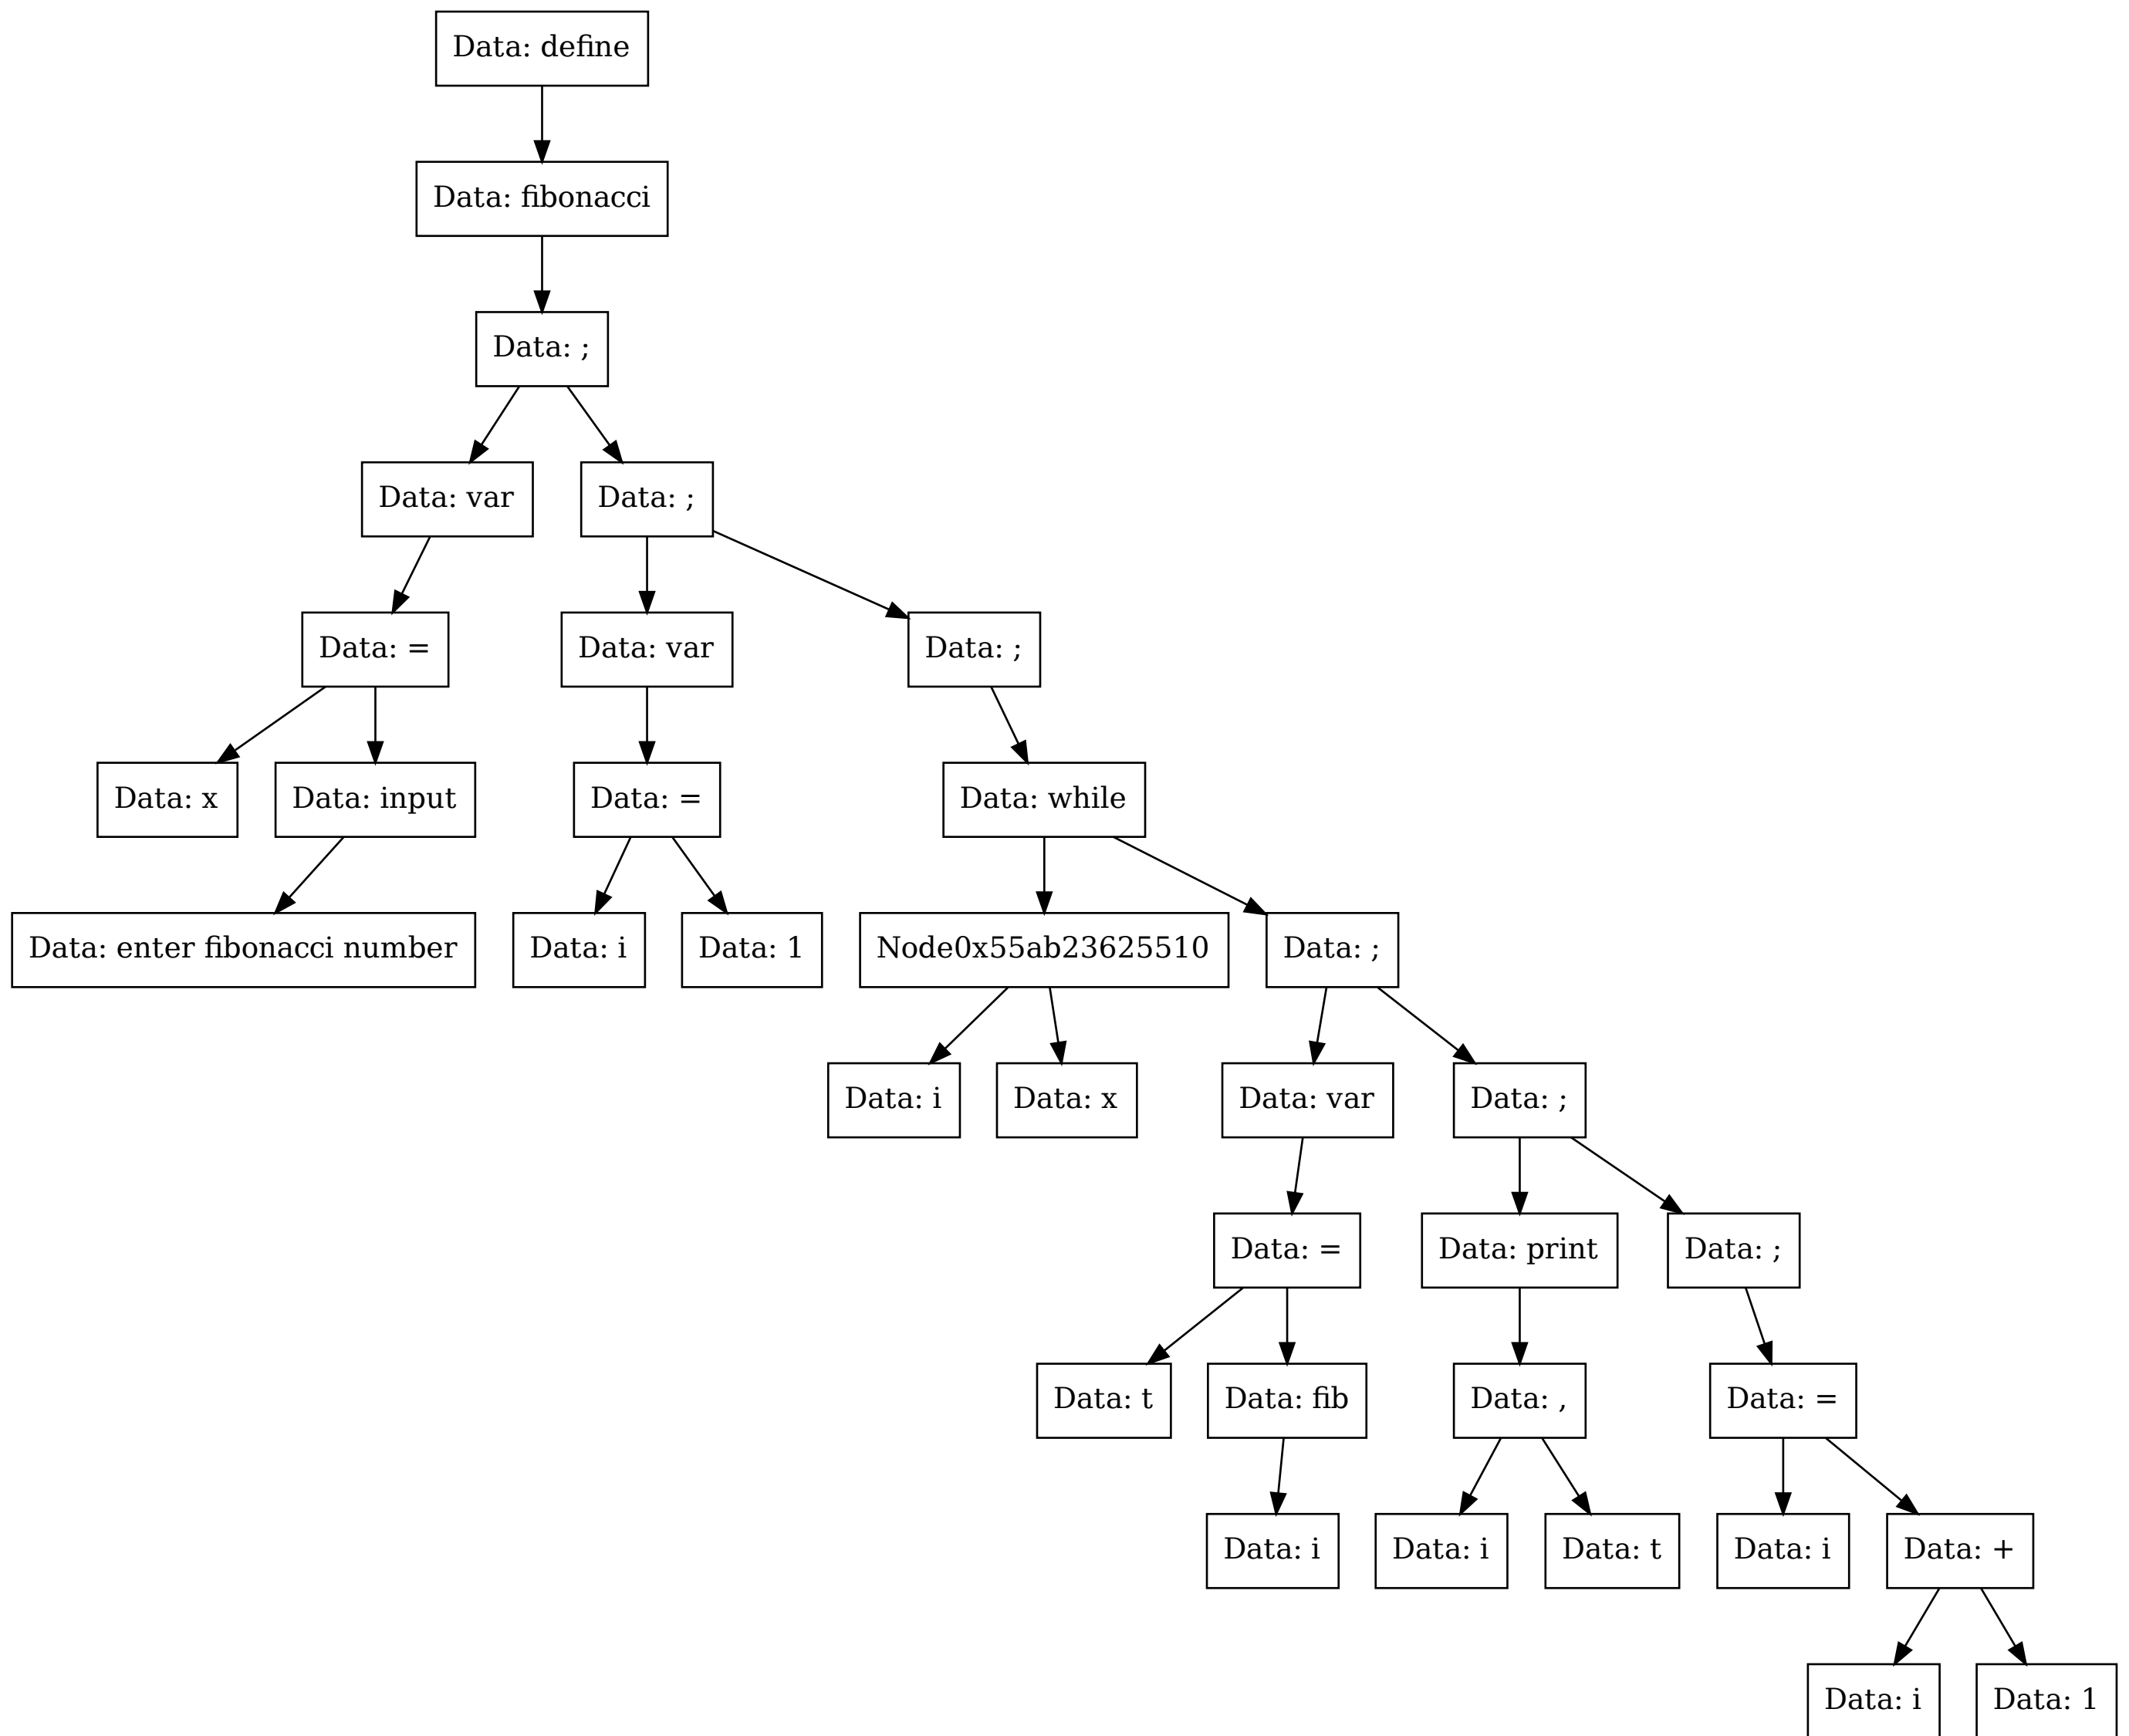 Data: define
Data: fibonacci
Data: ;
Data: var
Data: ;
Data: =
Data: var
Data: ;
Data: x
Data: input
Data: =
Data: while
Data: enter fibonacci number
Data: i
Data: 1
Node0x55ab23625510
Data: ;
Data: i
Data: x
Data: var
Data: ;
Data: =
Data: print
Data: ;
Data: t
Data: fib
Data: ,
Data: =
Data: i
Data: i
Data: t
Data: i
Data: +
Data: i
Data: 1